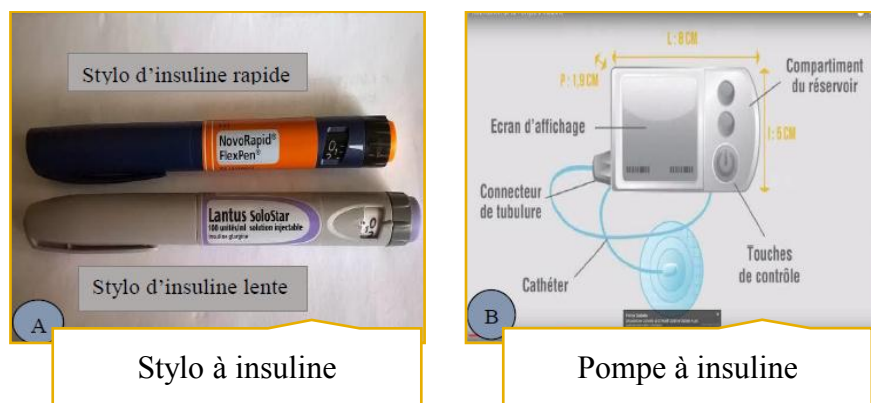 Stylo d'insuline rapide
NovoRapid®
FlexPen®
Lantus SoloStar
100 unités/ml solution injectable
insuline glargine
Stylo d'insuline lente
A
Stylo à insuline
L: 8 CM
P: 1,9 CM
Compartiment
du réservoir
Ecran d'affichage
l: 5 CM
Connecteur
de tubulure
Touches
de contrôle
Cathéter
B
Pompe à insuline